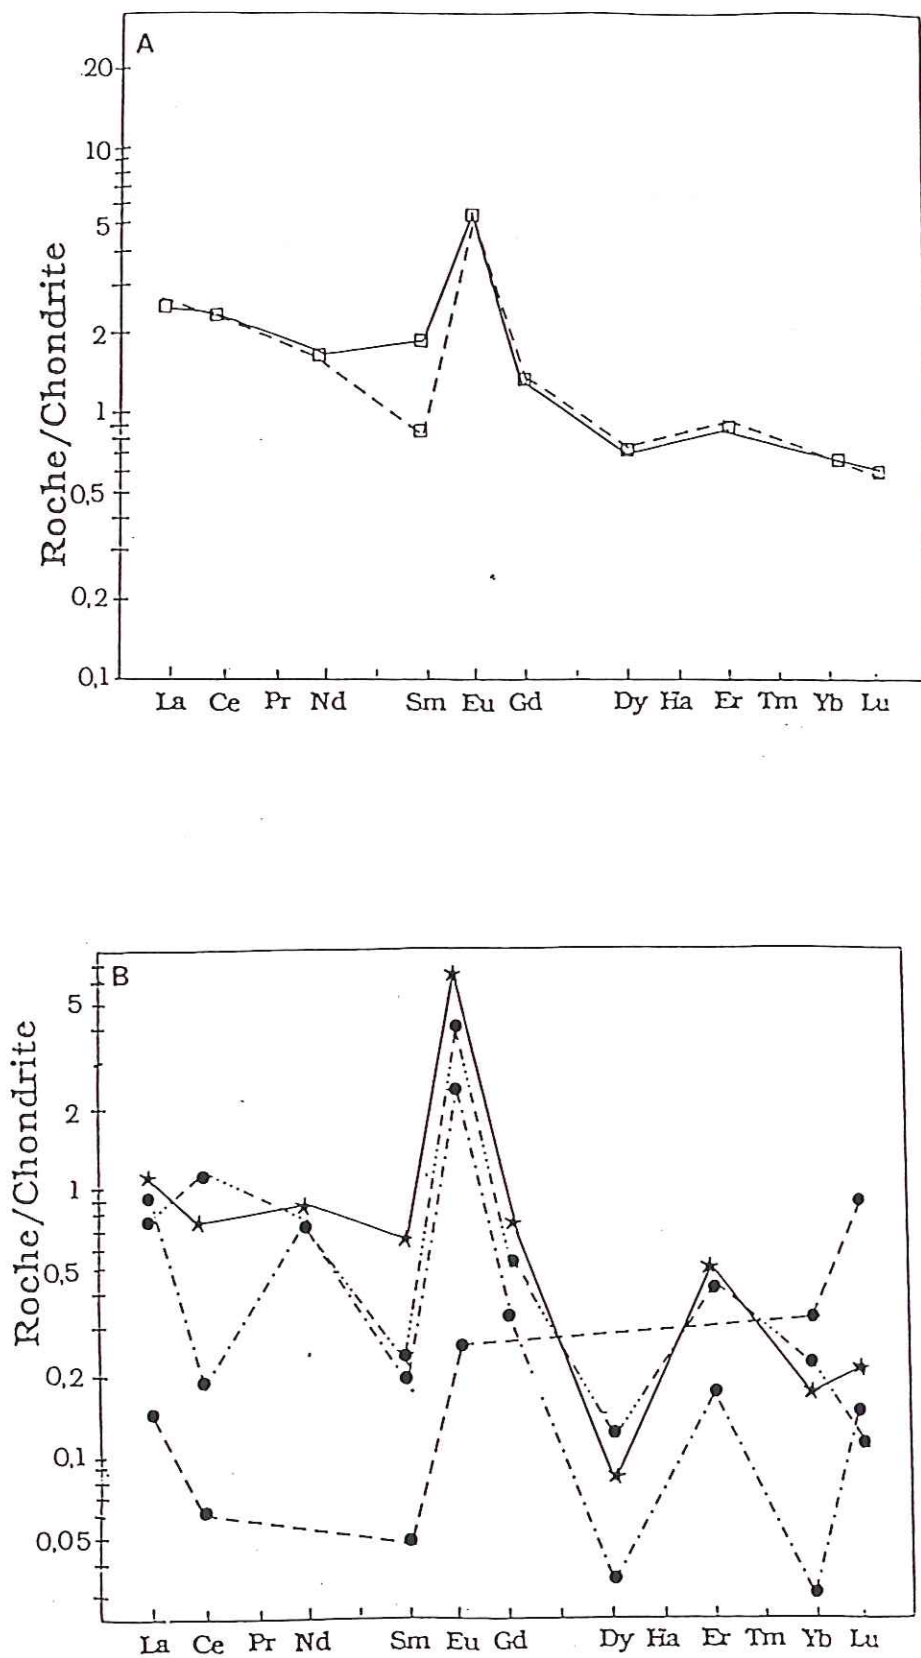 A
20
10
5
2
1
0,5
0,2
0,1
Roche/Chondrite
La Ce Pr Nd Sm Eu Gd Dy Ha Er Tm Yb Lu
B
5
2
1
0,5
0,2
0,1
0,05
Roche/Chondrite
La Ce Pr Nd Sm Eu Gd Dy Ha Er Tm Yb Lu